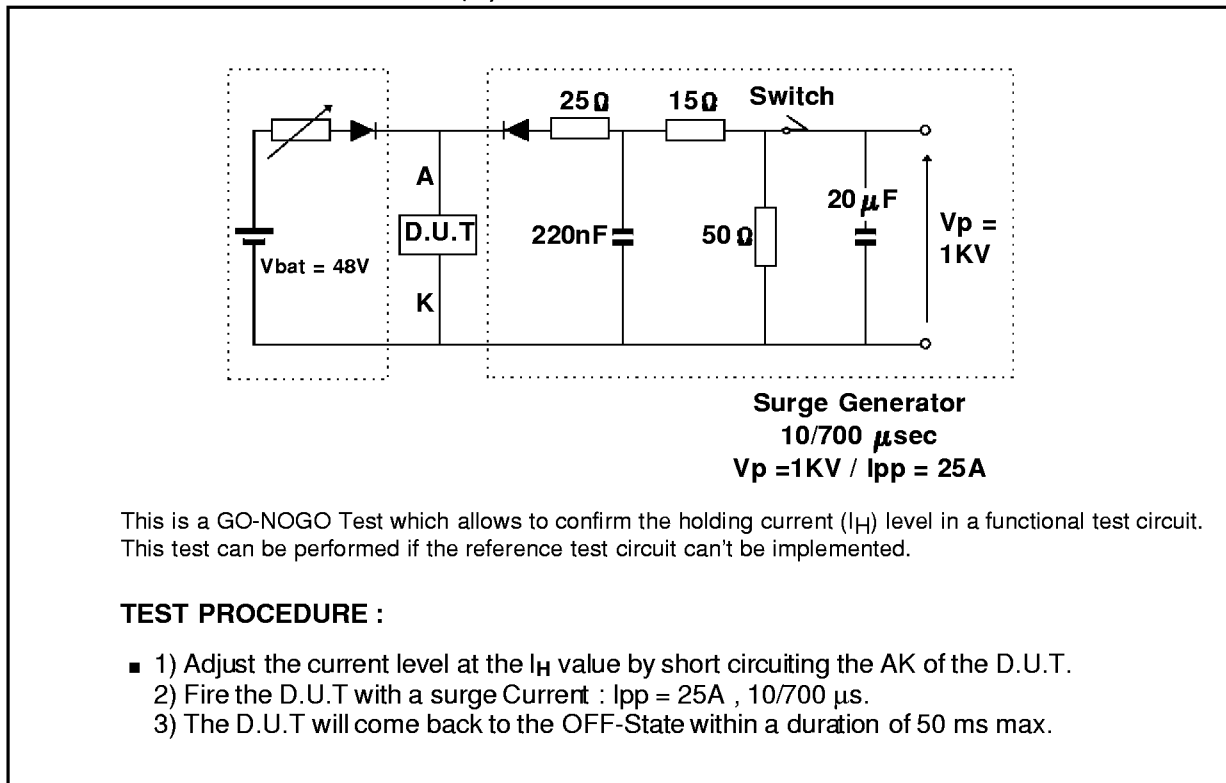 25Ω
15Ω
Switch
A
D.U.T
K
Vbat = 48V
220nF
50Ω
20 μF
Vp =
1KV
Surge Generator
10/700 μsec
Vp =1KV / Ipp = 25A
This is a GO-NOGO Test which allows to confirm the holding current (IH) level in a functional test circuit.
This test can be performed if the reference test circuit can't be implemented.
TEST PROCEDURE :
■ 1) Adjust the current level at the IH value by short circuiting the AK of the D.U.T.
2) Fire the D.U.T with a surge Current : Ipp = 25A , 10/700 μs.
3) The D.U.T will come back to the OFF-State within a duration of 50 ms max.